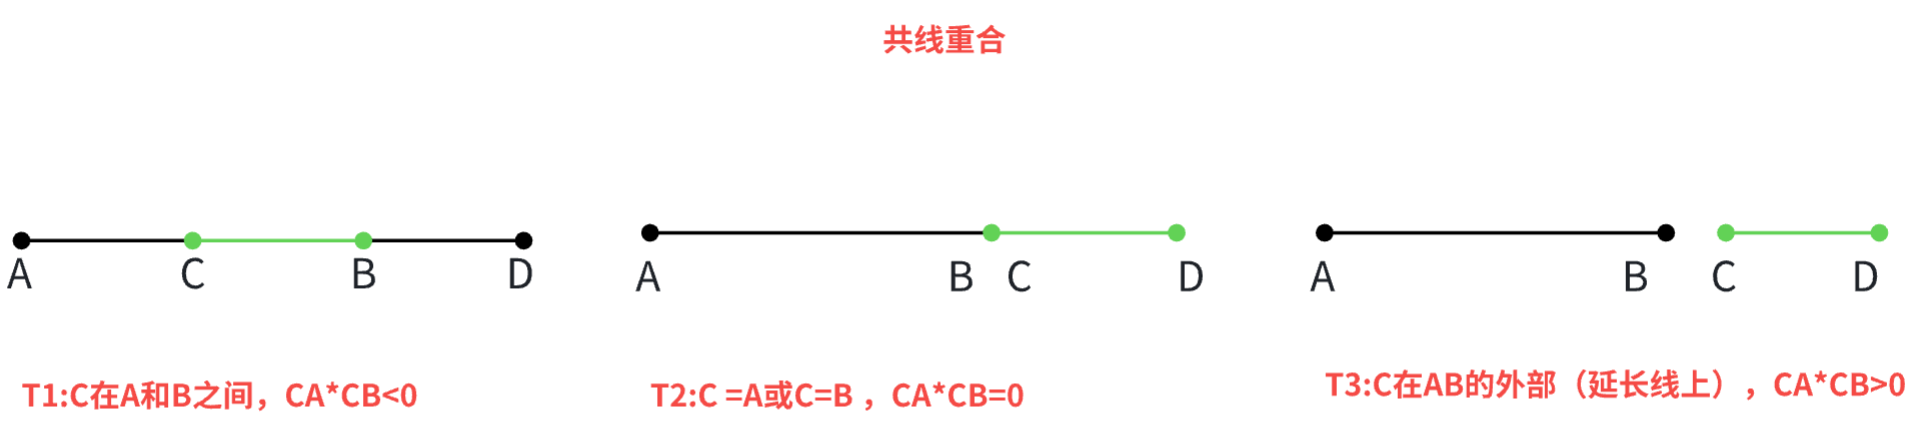 共线重合
A C B D
A B C D
A B C D
T1:C在A和B之间，CA*CB<0
T2:C =A或C=B ，CA*CB=0
T3:C在AB的外部（延长线上），CA*CB>0